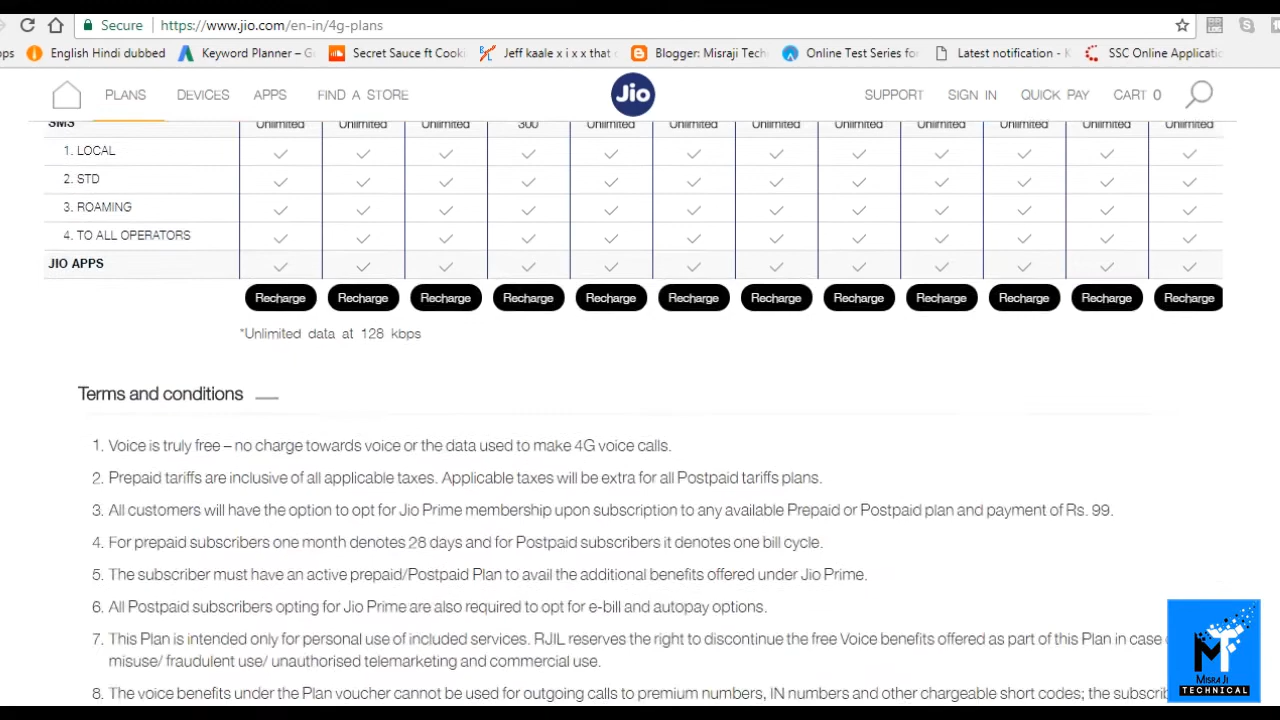 Secure https://www.jio.com/en-in/4g-plans
ops English Hindi dubbed Keyword Planner – G Secret Sauce ft Cooki Jeff kaale x i x x that Blogger: Misraji Tech Online Test Series for Latest notification - K SSC Online Applicatio
PLANS DEVICES APPS FIND A STORE Jio SUPPORT SIGN IN QUICK PAY CART 0
SMS Unlimited Unlimited Unlimited 300 Unlimited Unlimited Unlimited Unlimited Unlimited Unlimited Unlimited Unlimited
1. LOCAL
2. STD
3. ROAMING
4. TO ALL OPERATORS
JIO APPS
Recharge Recharge Recharge Recharge Recharge Recharge Recharge Recharge Recharge Recharge Recharge Recharge
*Unlimited data at 128 kbps
Terms and conditions
1. Voice is truly free – no charge towards voice or the data used to make 4G voice calls.
2. Prepaid tariffs are inclusive of all applicable taxes. Applicable taxes will be extra for all Postpaid tariffs plans.
3. All customers will have the option to opt for Jio Prime membership upon subscription to any available Prepaid or Postpaid plan and payment of Rs. 99.
4. For prepaid subscribers one month denotes 28 days and for Postpaid subscribers it denotes one bill cycle.
5. The subscriber must have an active prepaid/Postpaid Plan to avail the additional benefits offered under Jio Prime.
6. All Postpaid subscribers opting for Jio Prime are also required to opt for e-bill and autopay options.
7. This Plan is intended only for personal use of included services. RJIL reserves the right to discontinue the free Voice benefits offered as part of this Plan in case
misuse/ fraudulent use/ unauthorised telemarketing and commercial use.
8. The voice benefits under the Plan voucher cannot be used for outgoing calls to premium numbers, IN numbers and other chargeable short codes; the subscrib
MT
MISRA JI
TECHNICAL